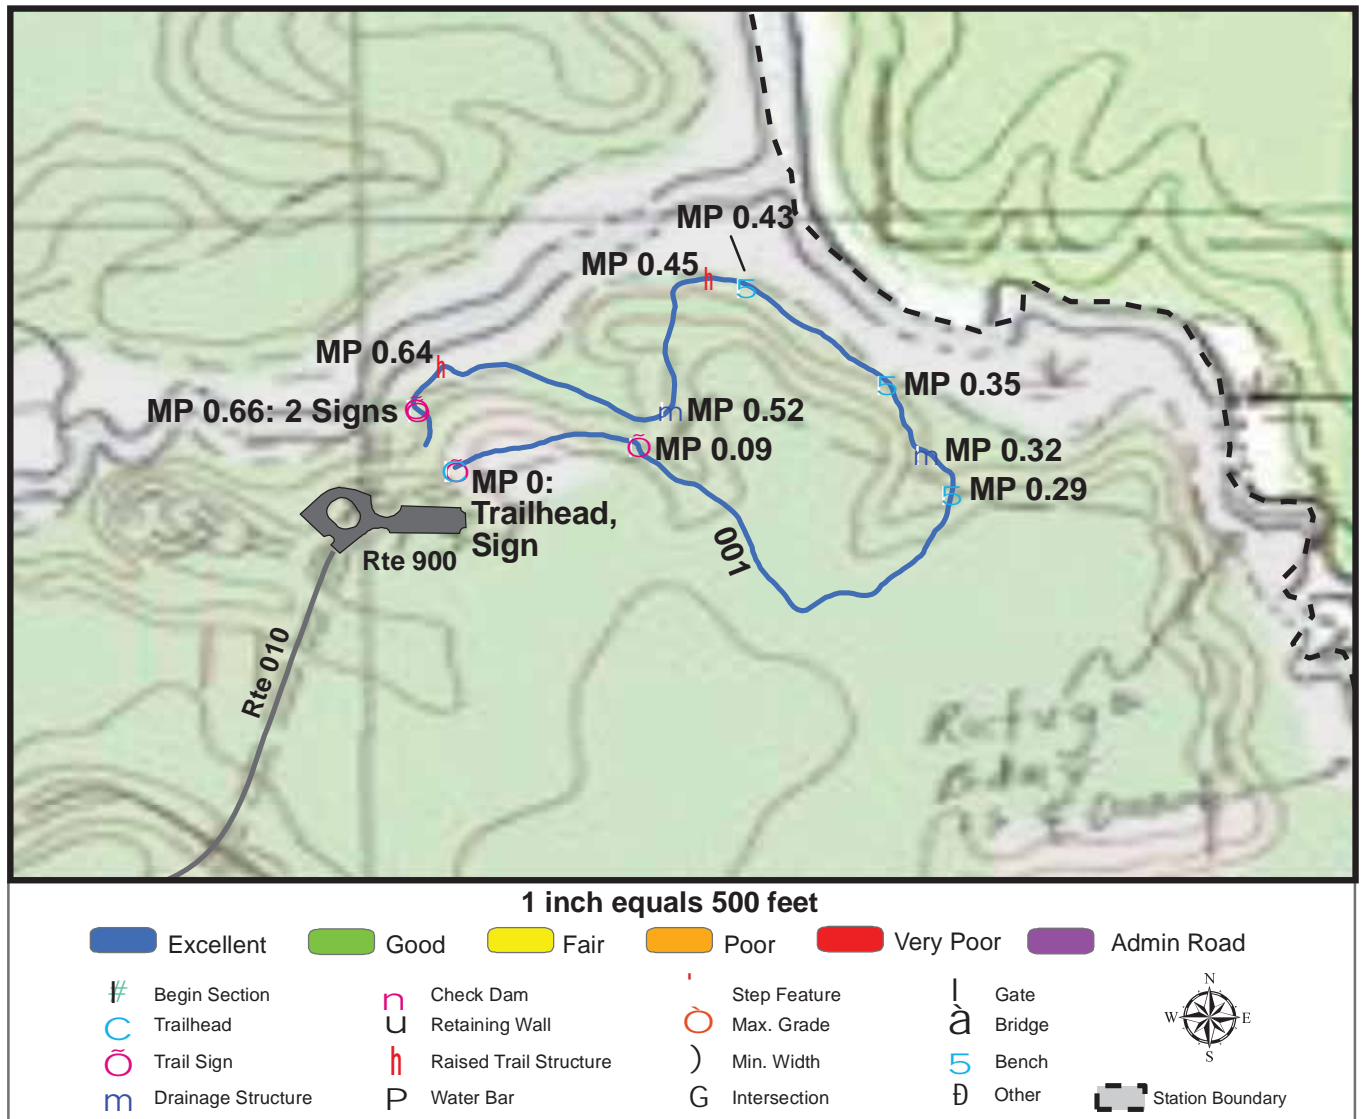 MP 0.43
MP 0.45
MP 0.64
MP 0.35
MP 0.66: 2 Signs
MP 0.52
MP 0.09
MP 0.32
MP 0.29
MP 0:
Trailhead,
Sign
Rte 900
001
Rte 010
1 inch equals 500 feet
Excellent
Good
Fair
Poor
Very Poor
Admin Road
Begin Section
Check Dam
Step Feature
Gate
Trailhead
Retaining Wall
Max. Grade
Bridge
Trail Sign
Raised Trail Structure
Min. Width
Bench
Drainage Structure
Water Bar
Intersection
Other
Station Boundary
N
W E
S